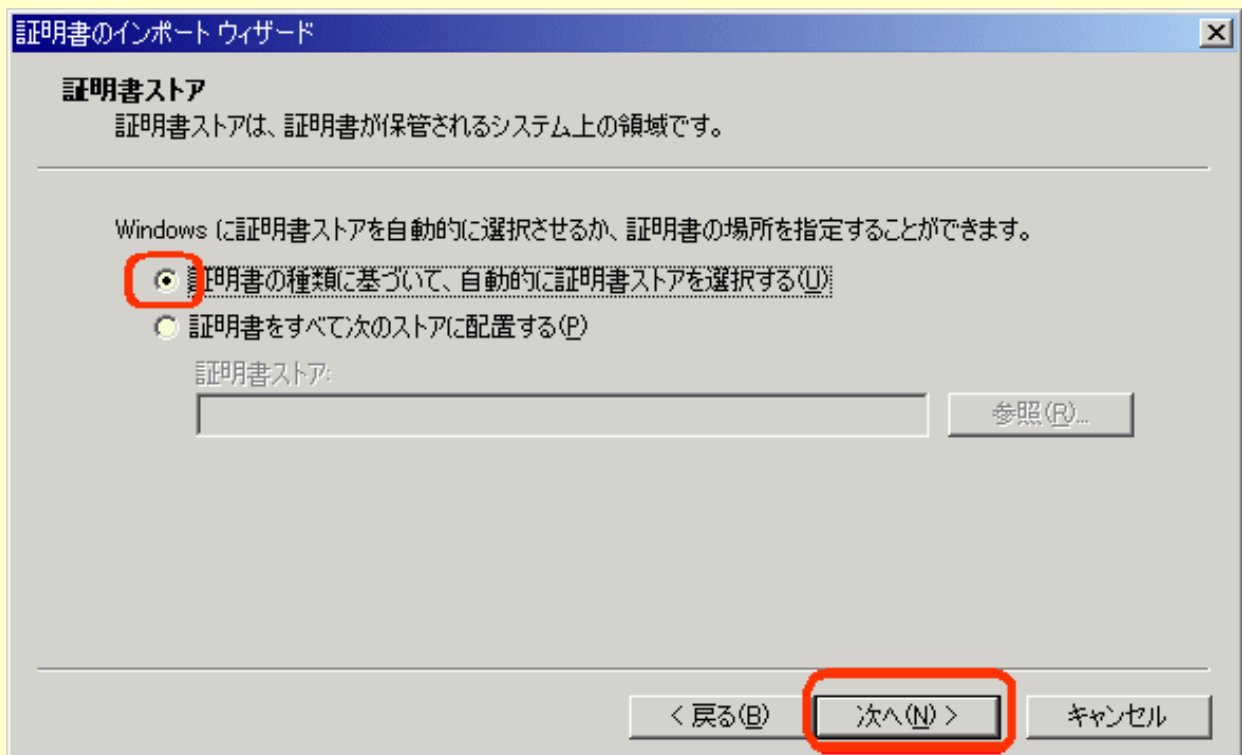 証明書のインポート ウィザード
証明書ストア
証明書ストアは、証明書が保管されるシステム上の領域です。
Windows に証明書ストアを自動的に選択させるか、証明書の場所を指定することができます。
証明書の種類に基づいて、自動的に証明書ストアを選択する(U)
証明書をすべて次のストアに配置する(P)
証明書ストア:
参照(R)...
< 戻る(B)
次へ(N) >
キャンセル